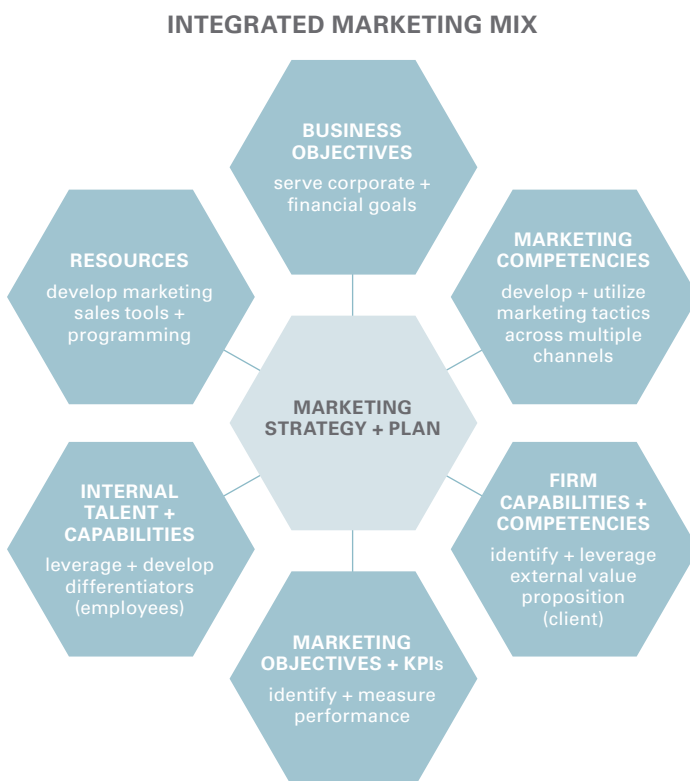 INTEGRATED MARKETING MIX
BUSINESS
OBJECTIVES
serve corporate +
financial goals
MARKETING
COMPETENCIES
develop + utilize
marketing tactics
across multiple
channels
FIRM
CAPABILITIES +
COMPETENCIES
identify + leverage
external value
proposition
(client)
MARKETING
OBJECTIVES + KPIs
identify + measure
performance
INTERNAL
TALENT +
CAPABILITIES
leverage + develop
differentiators
(employees)
RESOURCES
develop marketing
sales tools +
programming
MARKETING
STRATEGY + PLAN